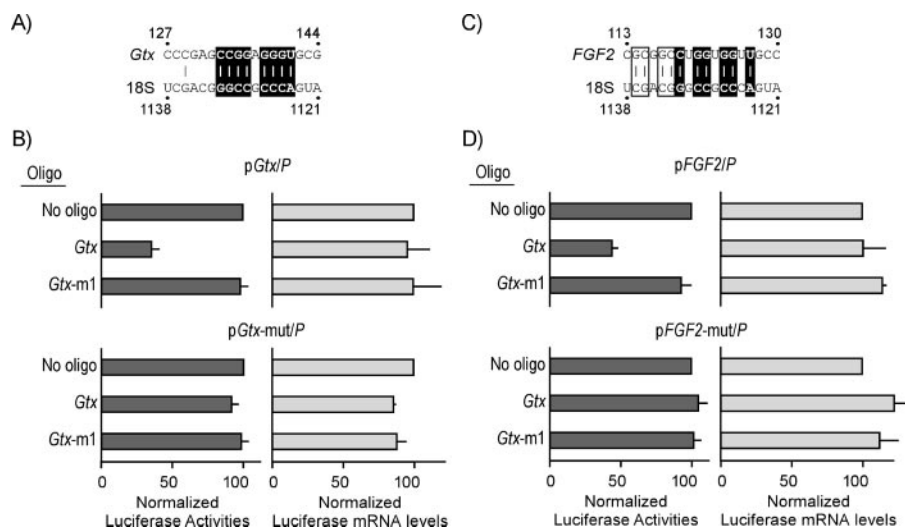 A)
127 144
Gtx CCCGAGCCGGAGGGUGCG
18S UCGACGGGCCGCCCAGUA
1138 1121
B)
Oligo
pGtx/P
No oligo
Gtx
Gtx-m1
pGtx-mut/P
No oligo
Gtx
Gtx-m1
0 50 100 0 50 100
Normalized Normalized
Luciferase Activities Luciferase mRNA levels
C)
113 130
FGF2 CGCGGCCUGGUGGUUGCC
18S UCGACGGGCCGCCCAGUA
1138 1121
D)
Oligo
pFGF2/P
No oligo
Gtx
Gtx-m1
pFGF2-mut/P
No oligo
Gtx
Gtx-m1
0 50 100 0 50 100
Normalized Normalized
Luciferase Activities Luciferase mRNA levels